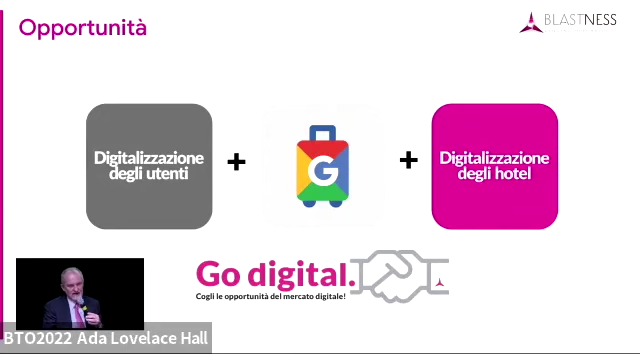 Opportunità
BLASTNESS
Digitalizzazione
degli utenti
+
G
+
Digitalizzazione
degli hotel
Go digital.
Cogli le opportunità del mercato digitale!
BTO2022 Ada Lovelace Hall